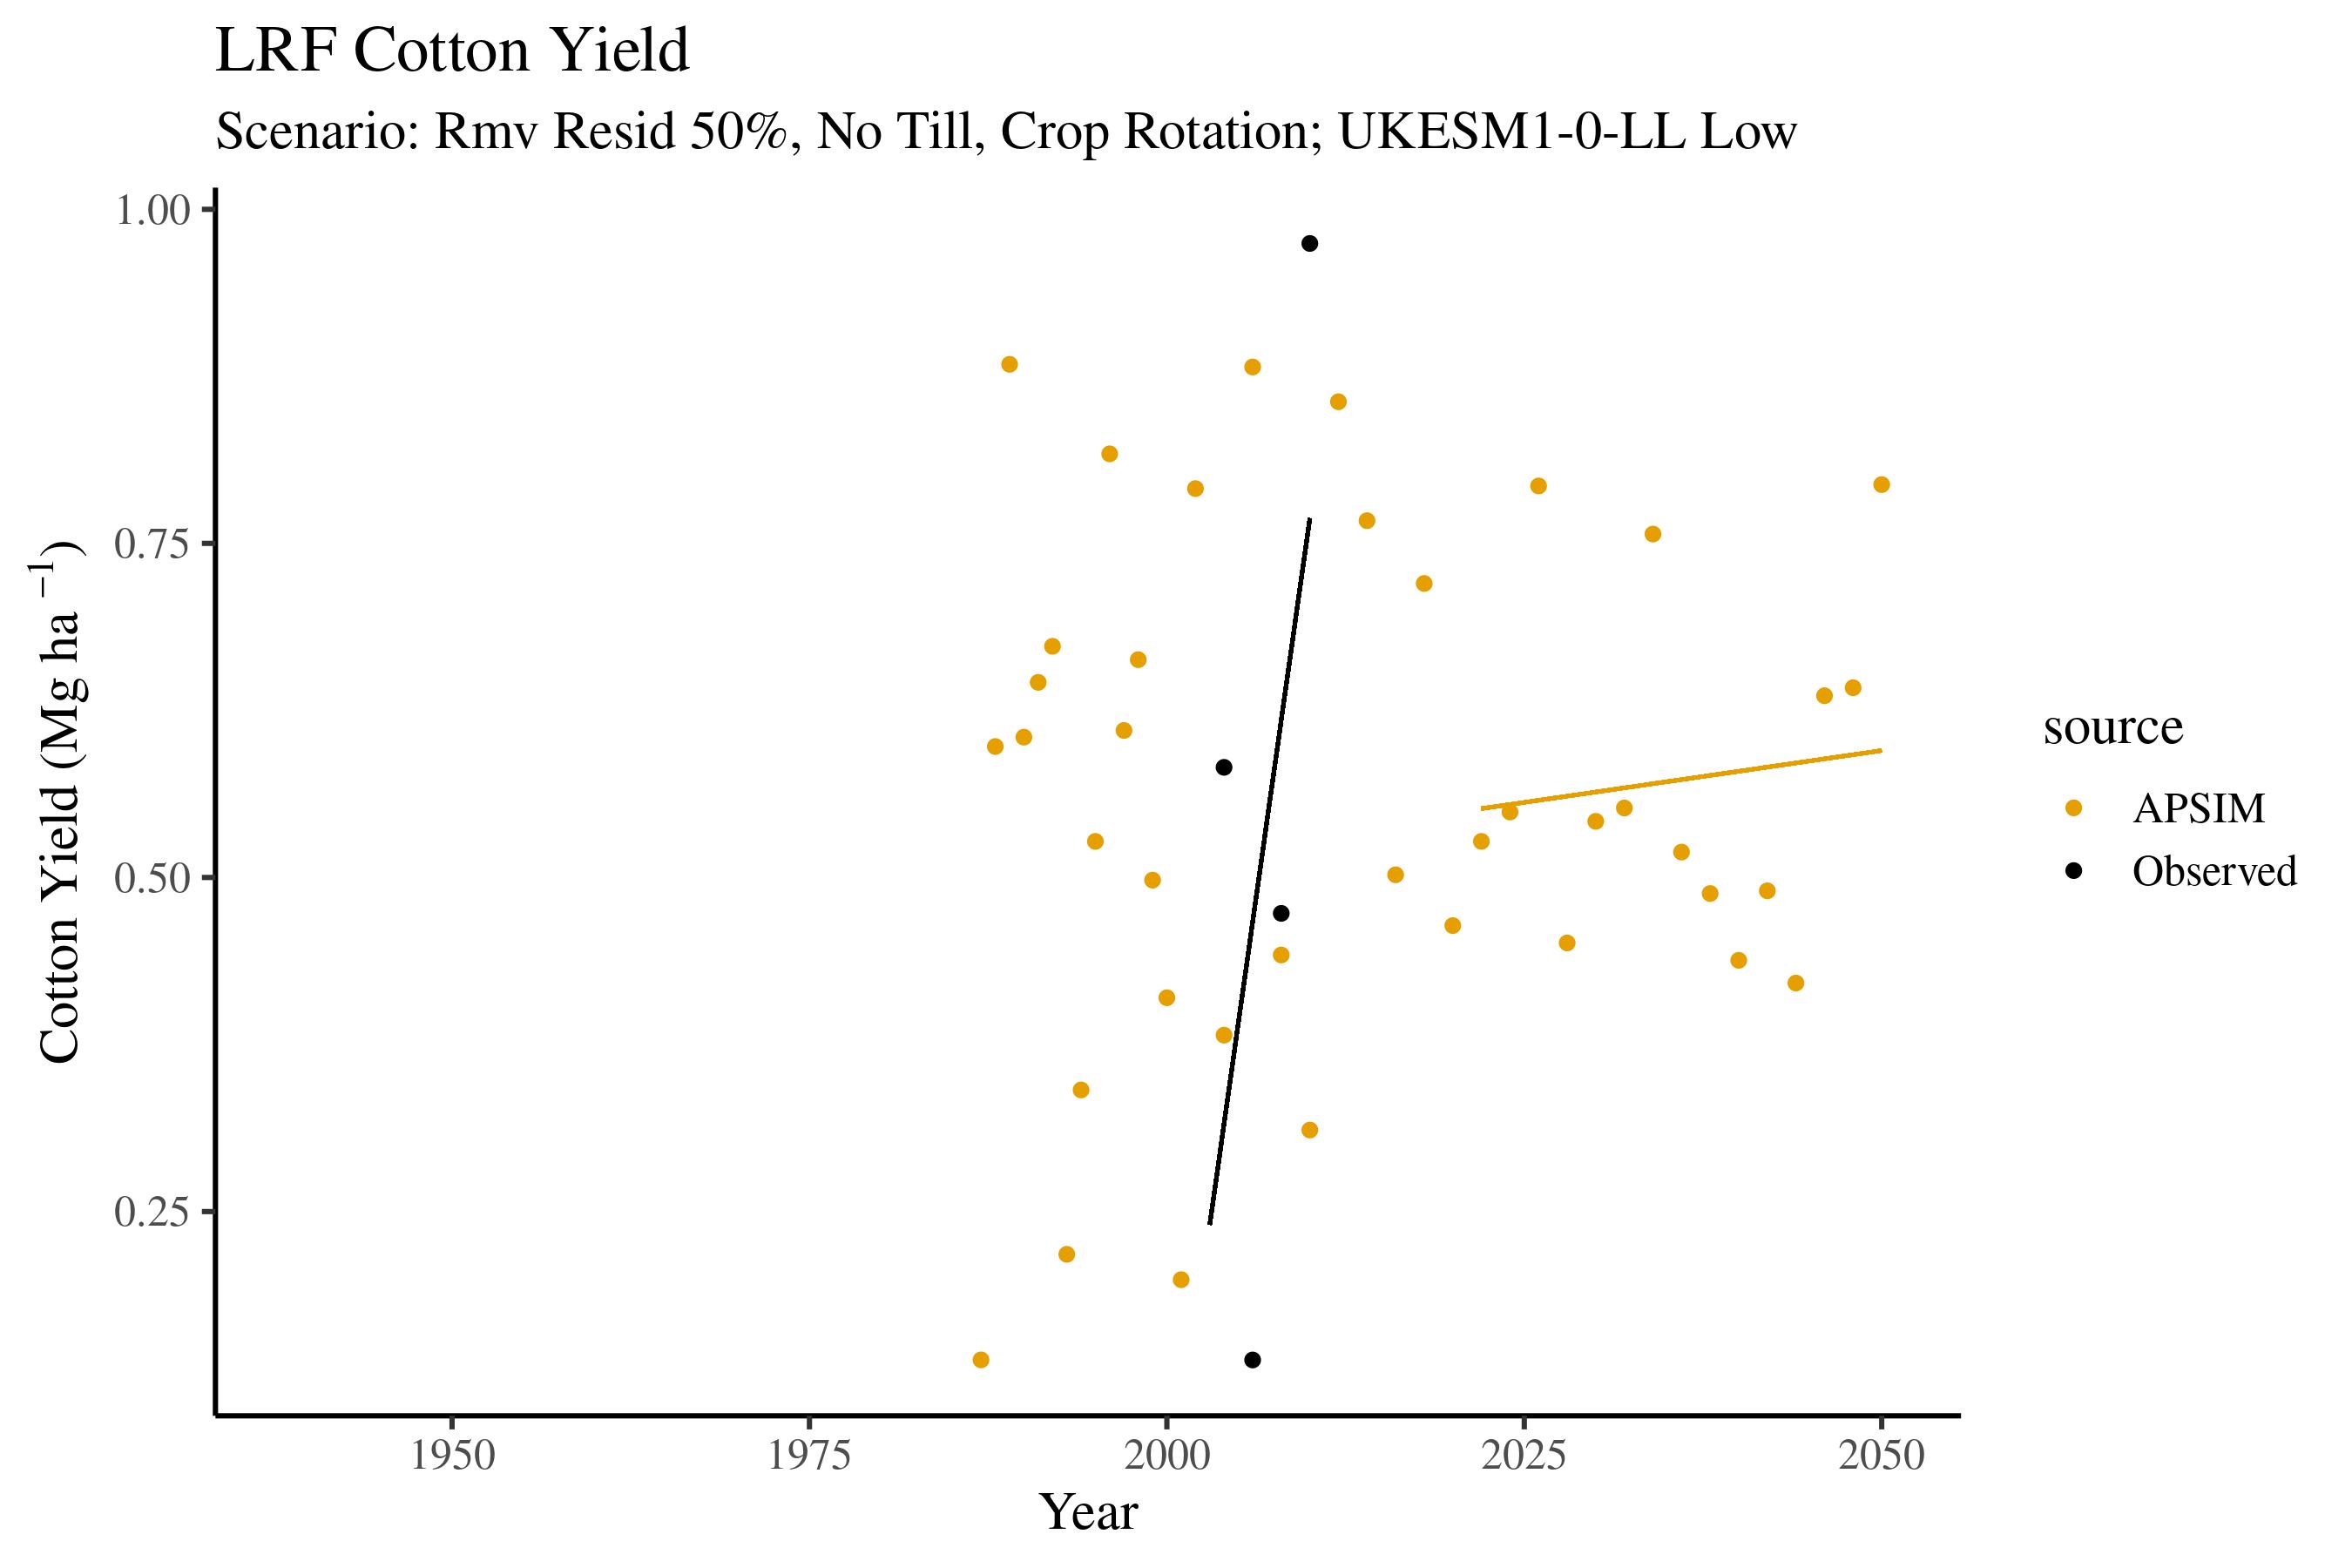 LRF Cotton Yield
Scenario: Rmv Resid 50%, No Till, Crop Rotation; UKESM1-0-LL Low
Cotton Yield (Mg ha −1)
1.00
0.75
0.50
0.25
1950 1975 2000 2025 2050
Year
source
APSIM
Observed